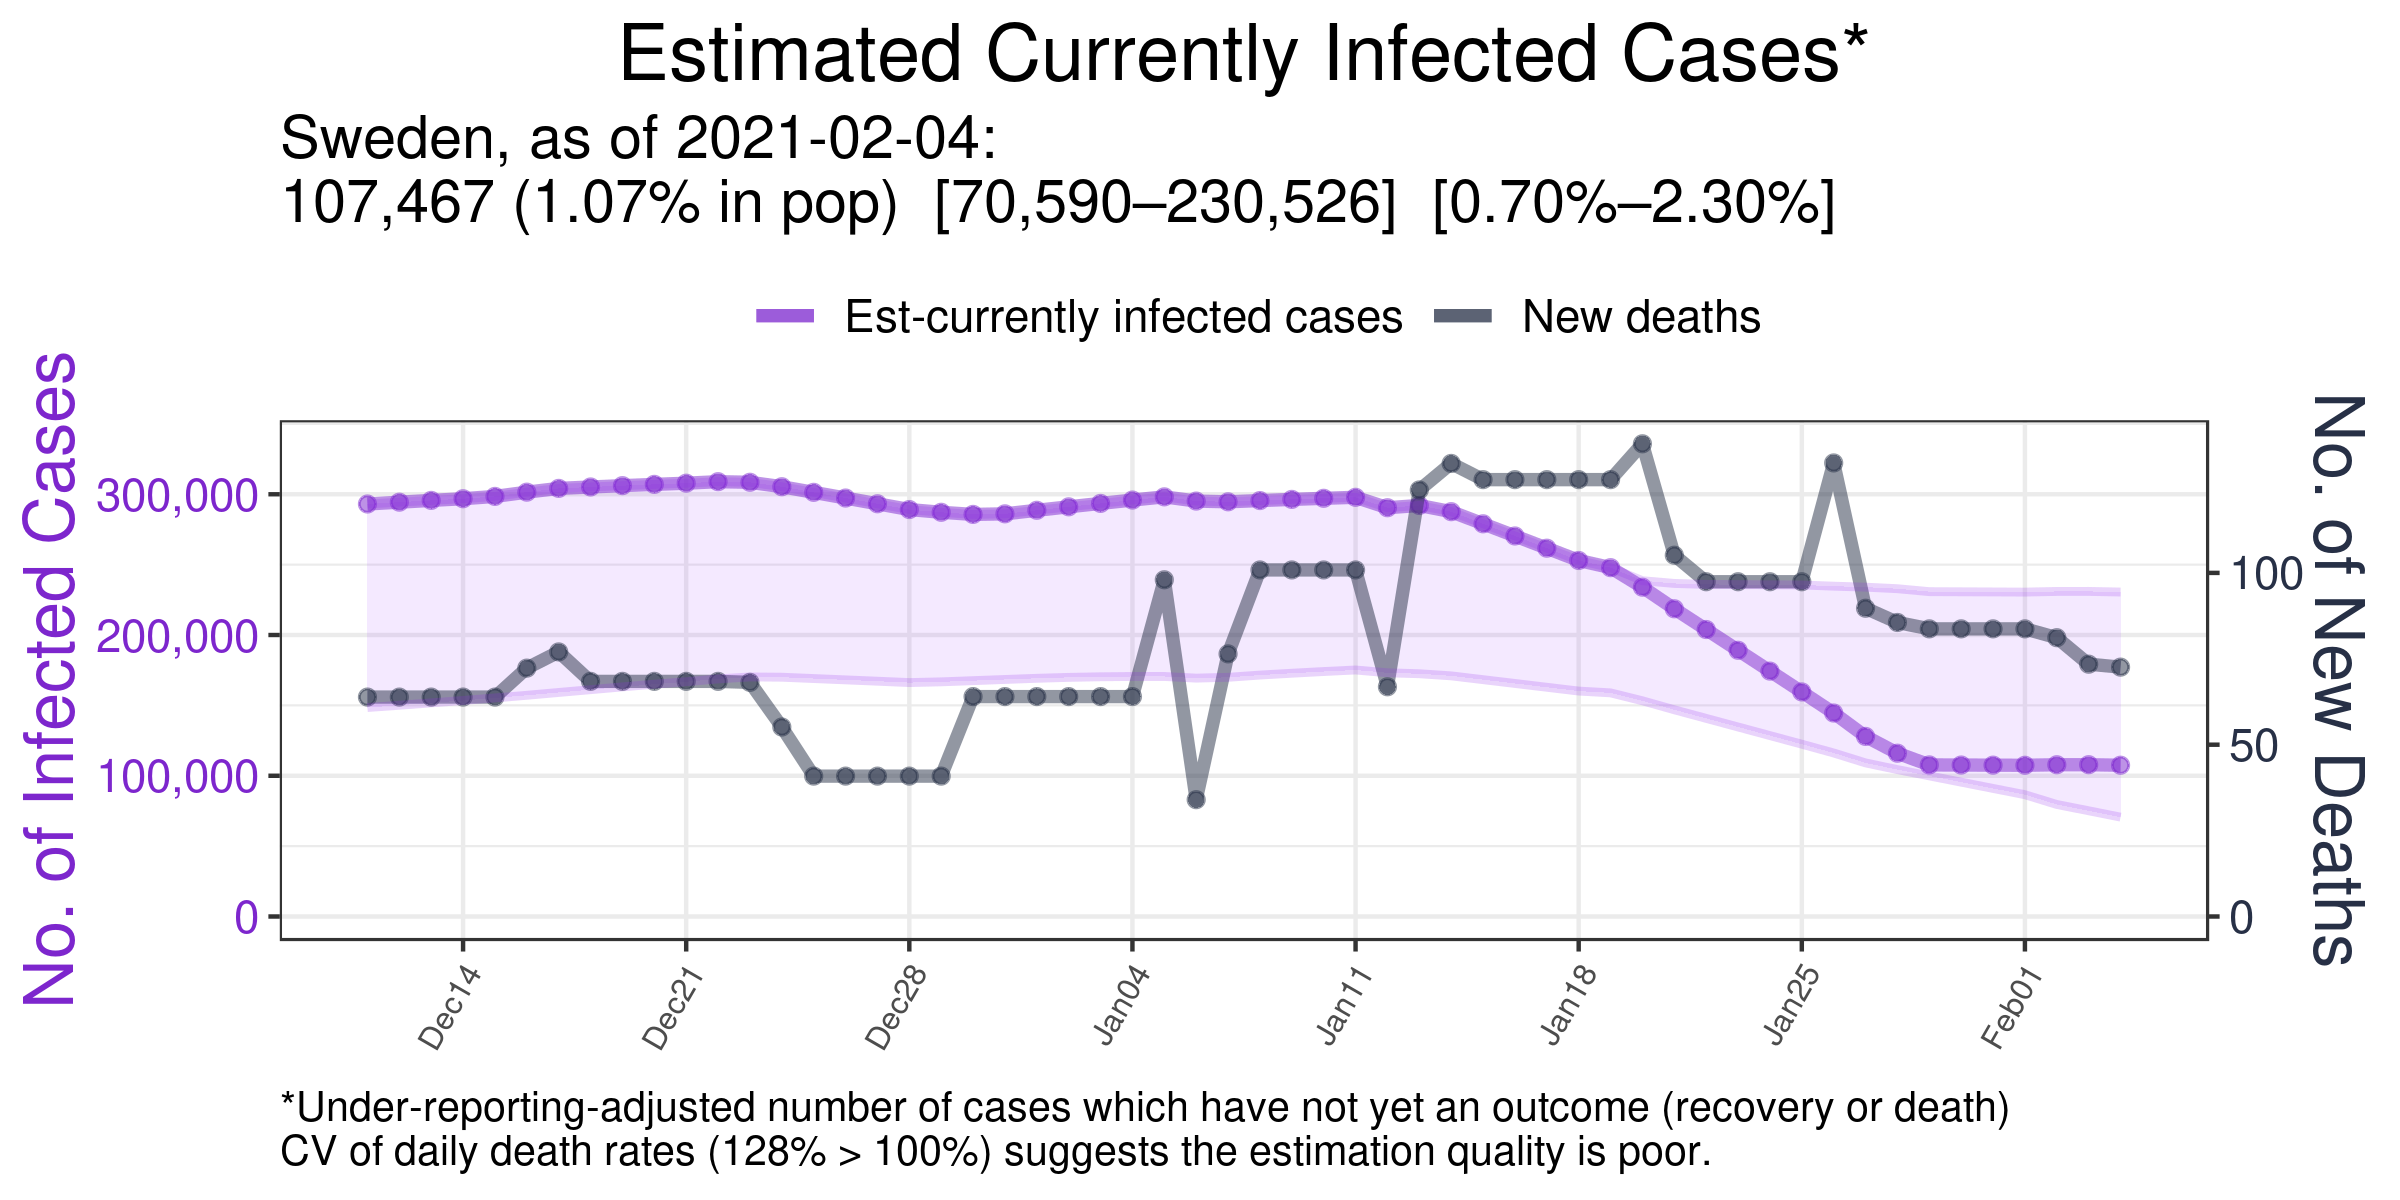 Estimated Currently Infected Cases*
Sweden, as of 2021-02-04:
107,467 (1.07% in pop)  [70,590–230,526]  [0.70%–2.30%]
Est-currently infected cases
New deaths
No. of Infected Cases
300,000
200,000
100,000
0
100
50
0
No. of New Deaths
Dec14
Dec21
Dec28
Jan04
Jan11
Jan18
Jan25
Feb01
*Under-reporting-adjusted number of cases which have not yet an outcome (recovery or death)
CV of daily death rates (128% > 100%) suggests the estimation quality is poor.